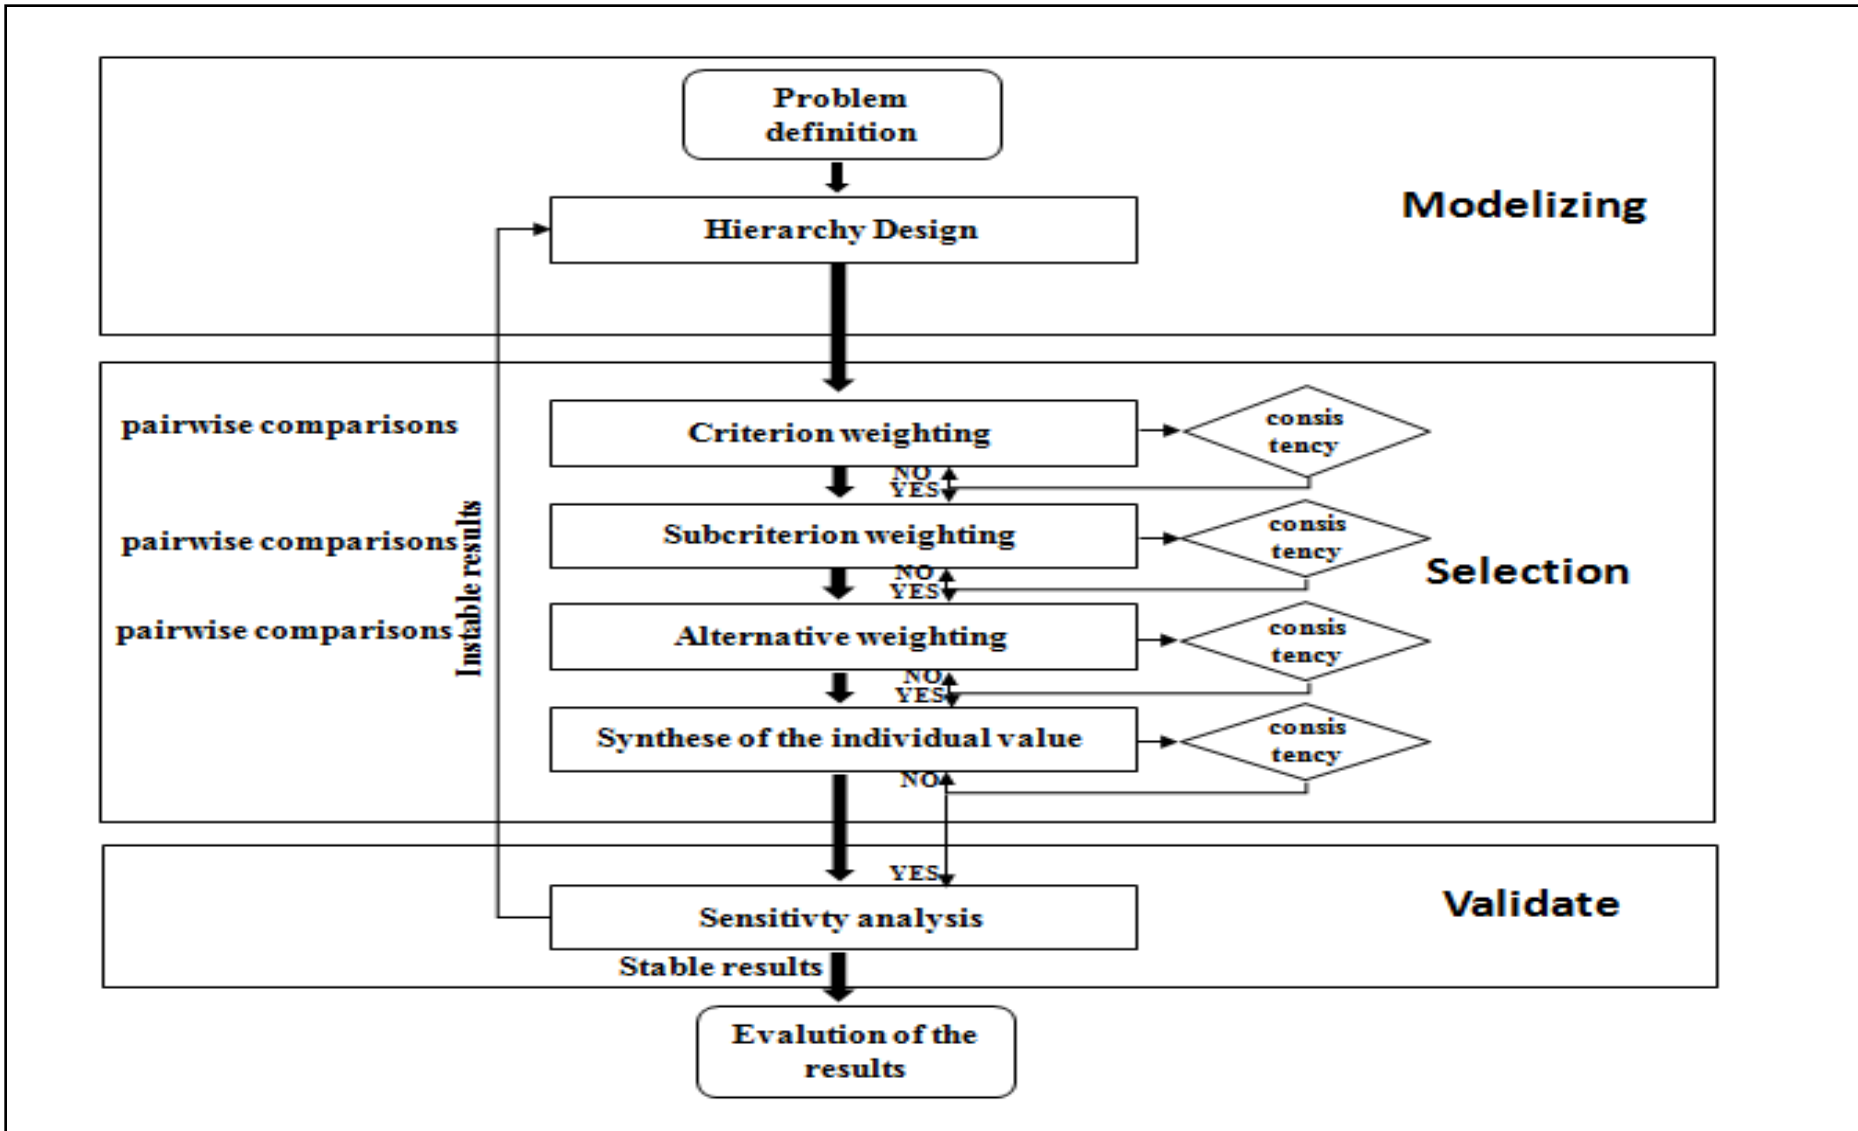 Problem
definition
Hierarchy Design
Modelizing
pairwise comparisons
Criterion weighting
consis
tency
NO
YES
pairwise comparisons
Instable results
Subcriterion weighting
consis
tency
Selection
NO
YES
pairwise comparisons
Alternative weighting
consis
tency
NO
YES
Synthese of the individual value
consis
tency
NO
YES
Sensitivty analysis
Validate
Stable results
Evalution of the
results